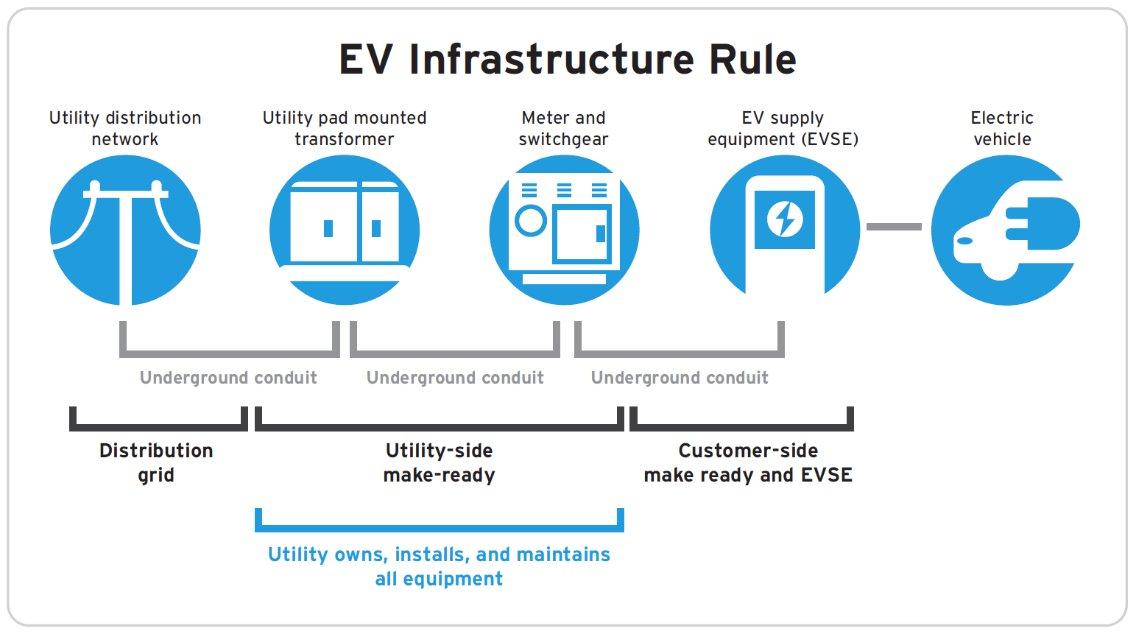 EV Infrastructure Rule
Utility distribution
network
Utility pad mounted
transformer
Meter and
switchgear
EV supply
equipment (EVSE)
Electric
vehicle
Underground conduit
Underground conduit
Underground conduit
Distribution
grid
Utility-side
make-ready
Customer-side
make ready and EVSE
Utility owns, installs, and maintains
all equipment